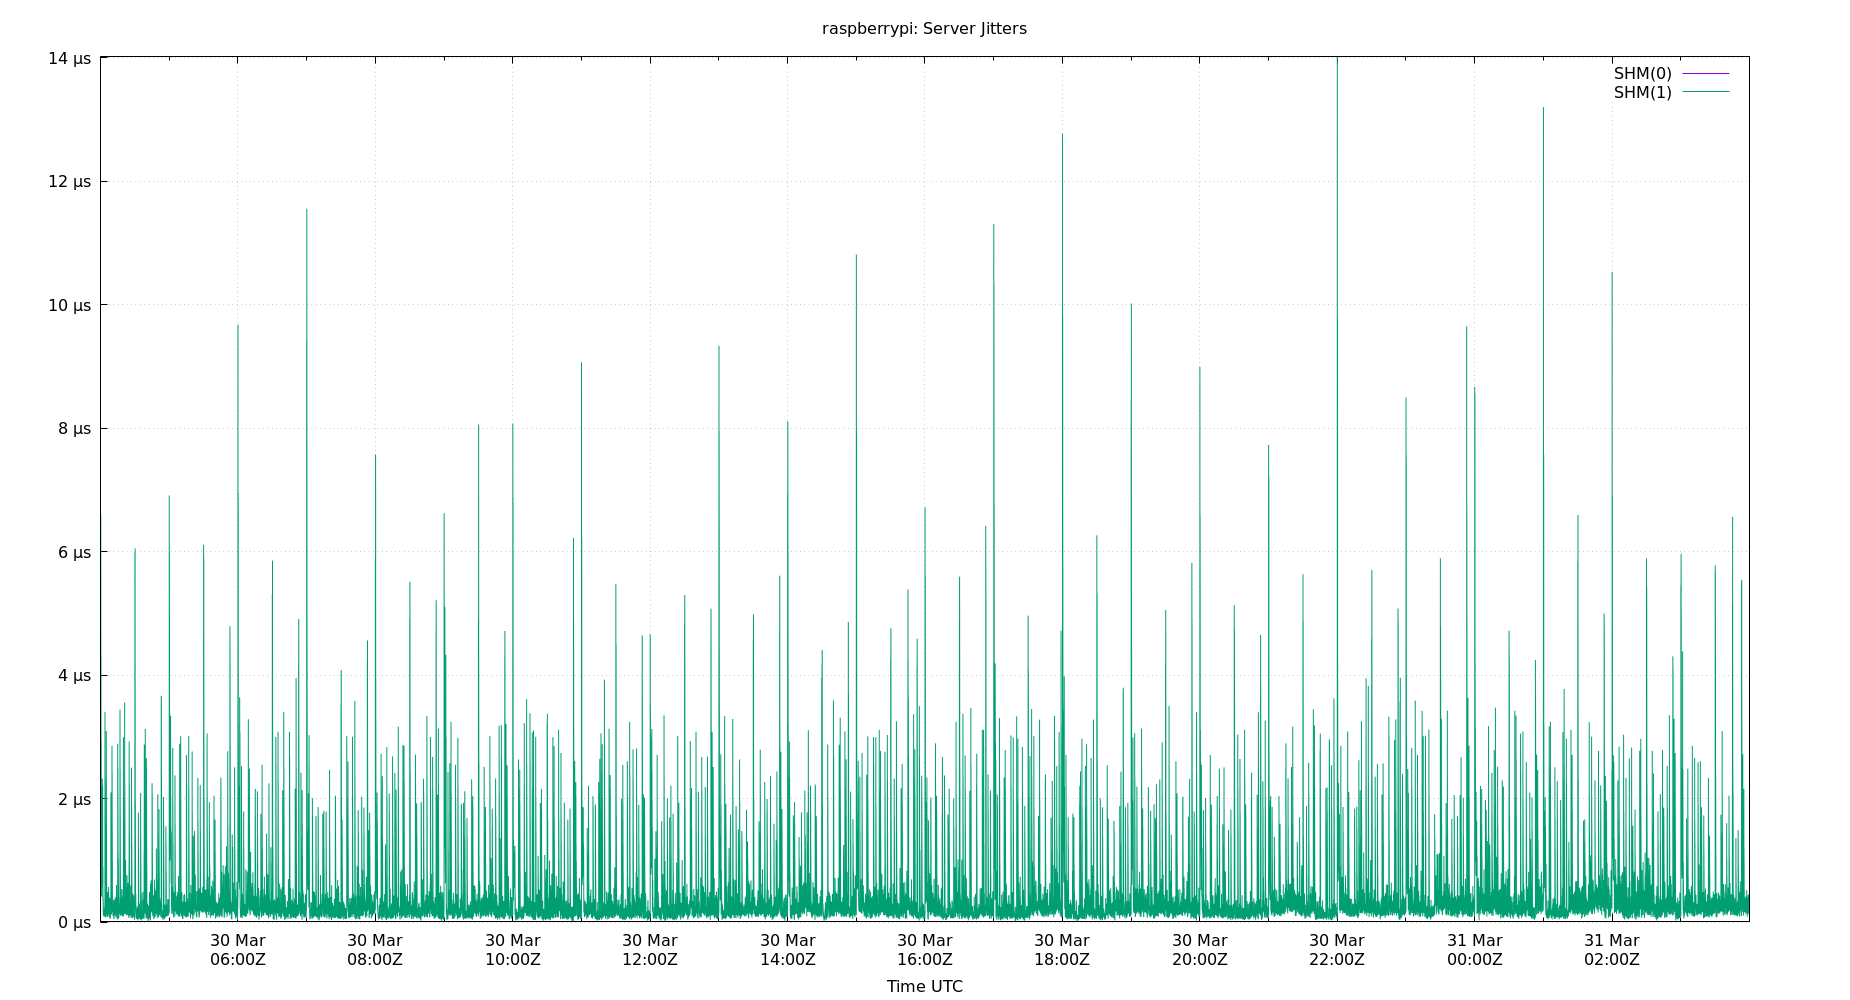 raspberrypi: Server Jitters
SHM(0)
SHM(1)
14 µs
12 µs
10 µs
8 µs
6 µs
4 µs
2 µs
0 µs
30 Mar 30 Mar 30 Mar 30 Mar 30 Mar 30 Mar 30 Mar 30 Mar 30 Mar 31 Mar 31 Mar
06:00Z 08:00Z 10:00Z 12:00Z 14:00Z 16:00Z 18:00Z 20:00Z 22:00Z 00:00Z 02:00Z
Time UTC